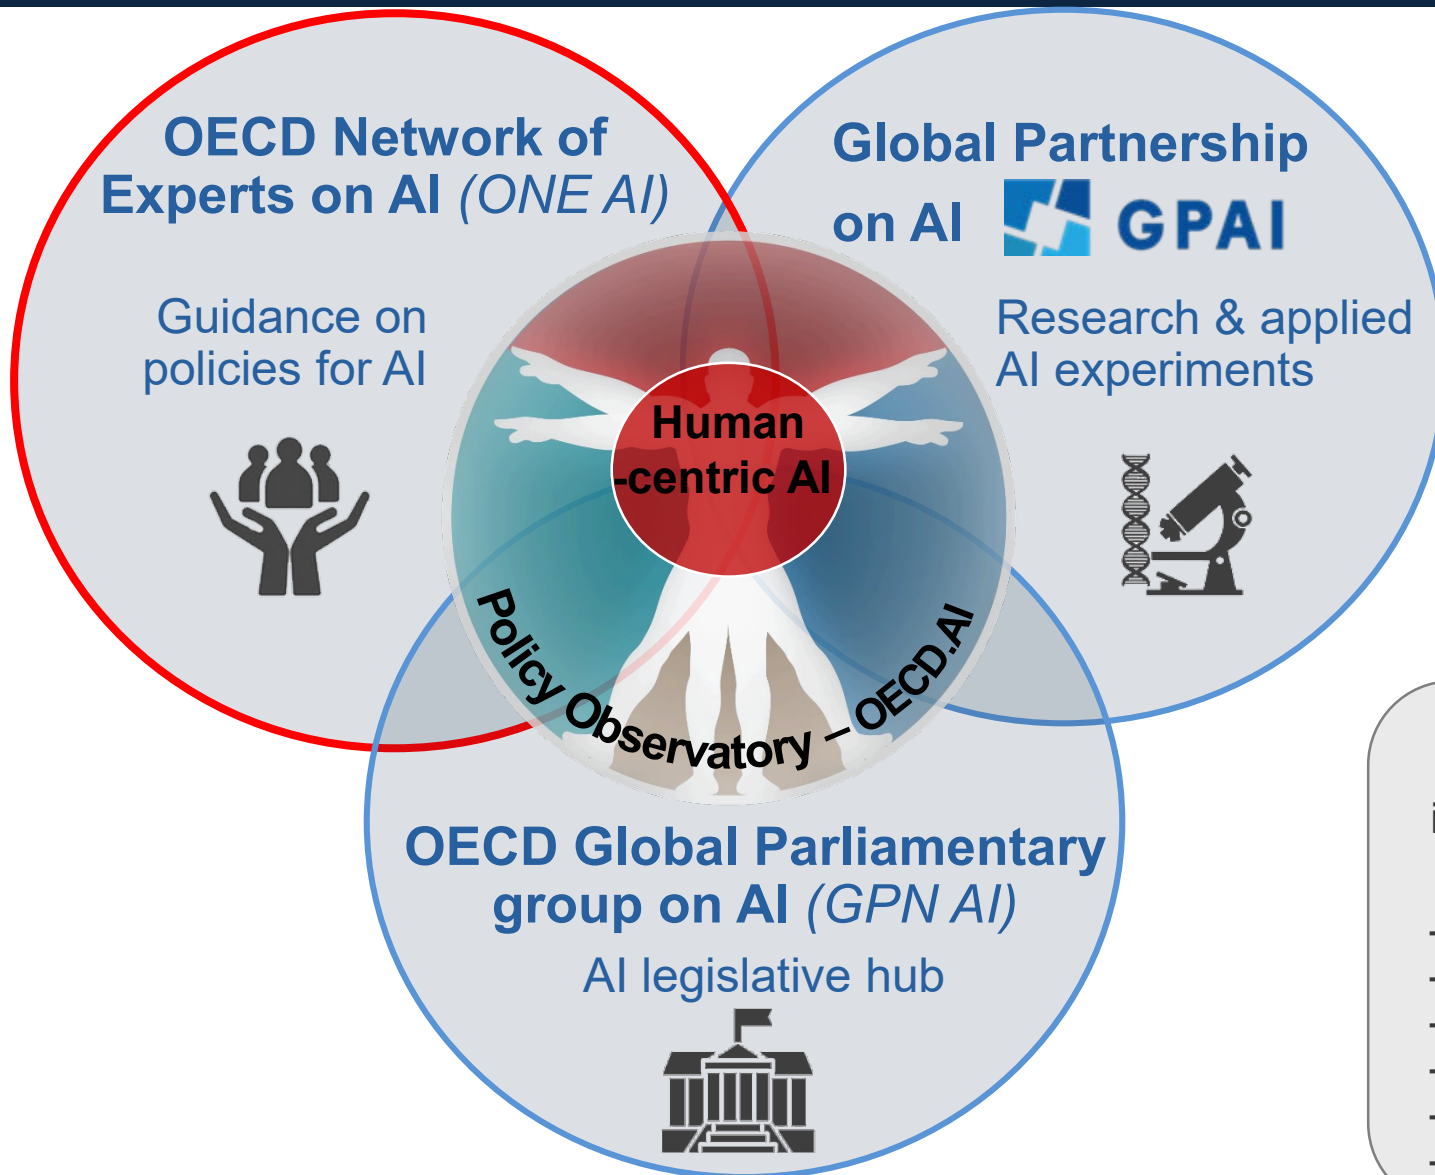 OECD Network of
Experts on AI (ONE AI)
Guidance on
policies for AI
Global Partnership
on AI GPAI
Research & applied
AI experiments
Human
-centric AI
Policy Observatory – OECD.AI
OECD Global Parliamentary
group on AI (GPN AI)
AI legislative hub